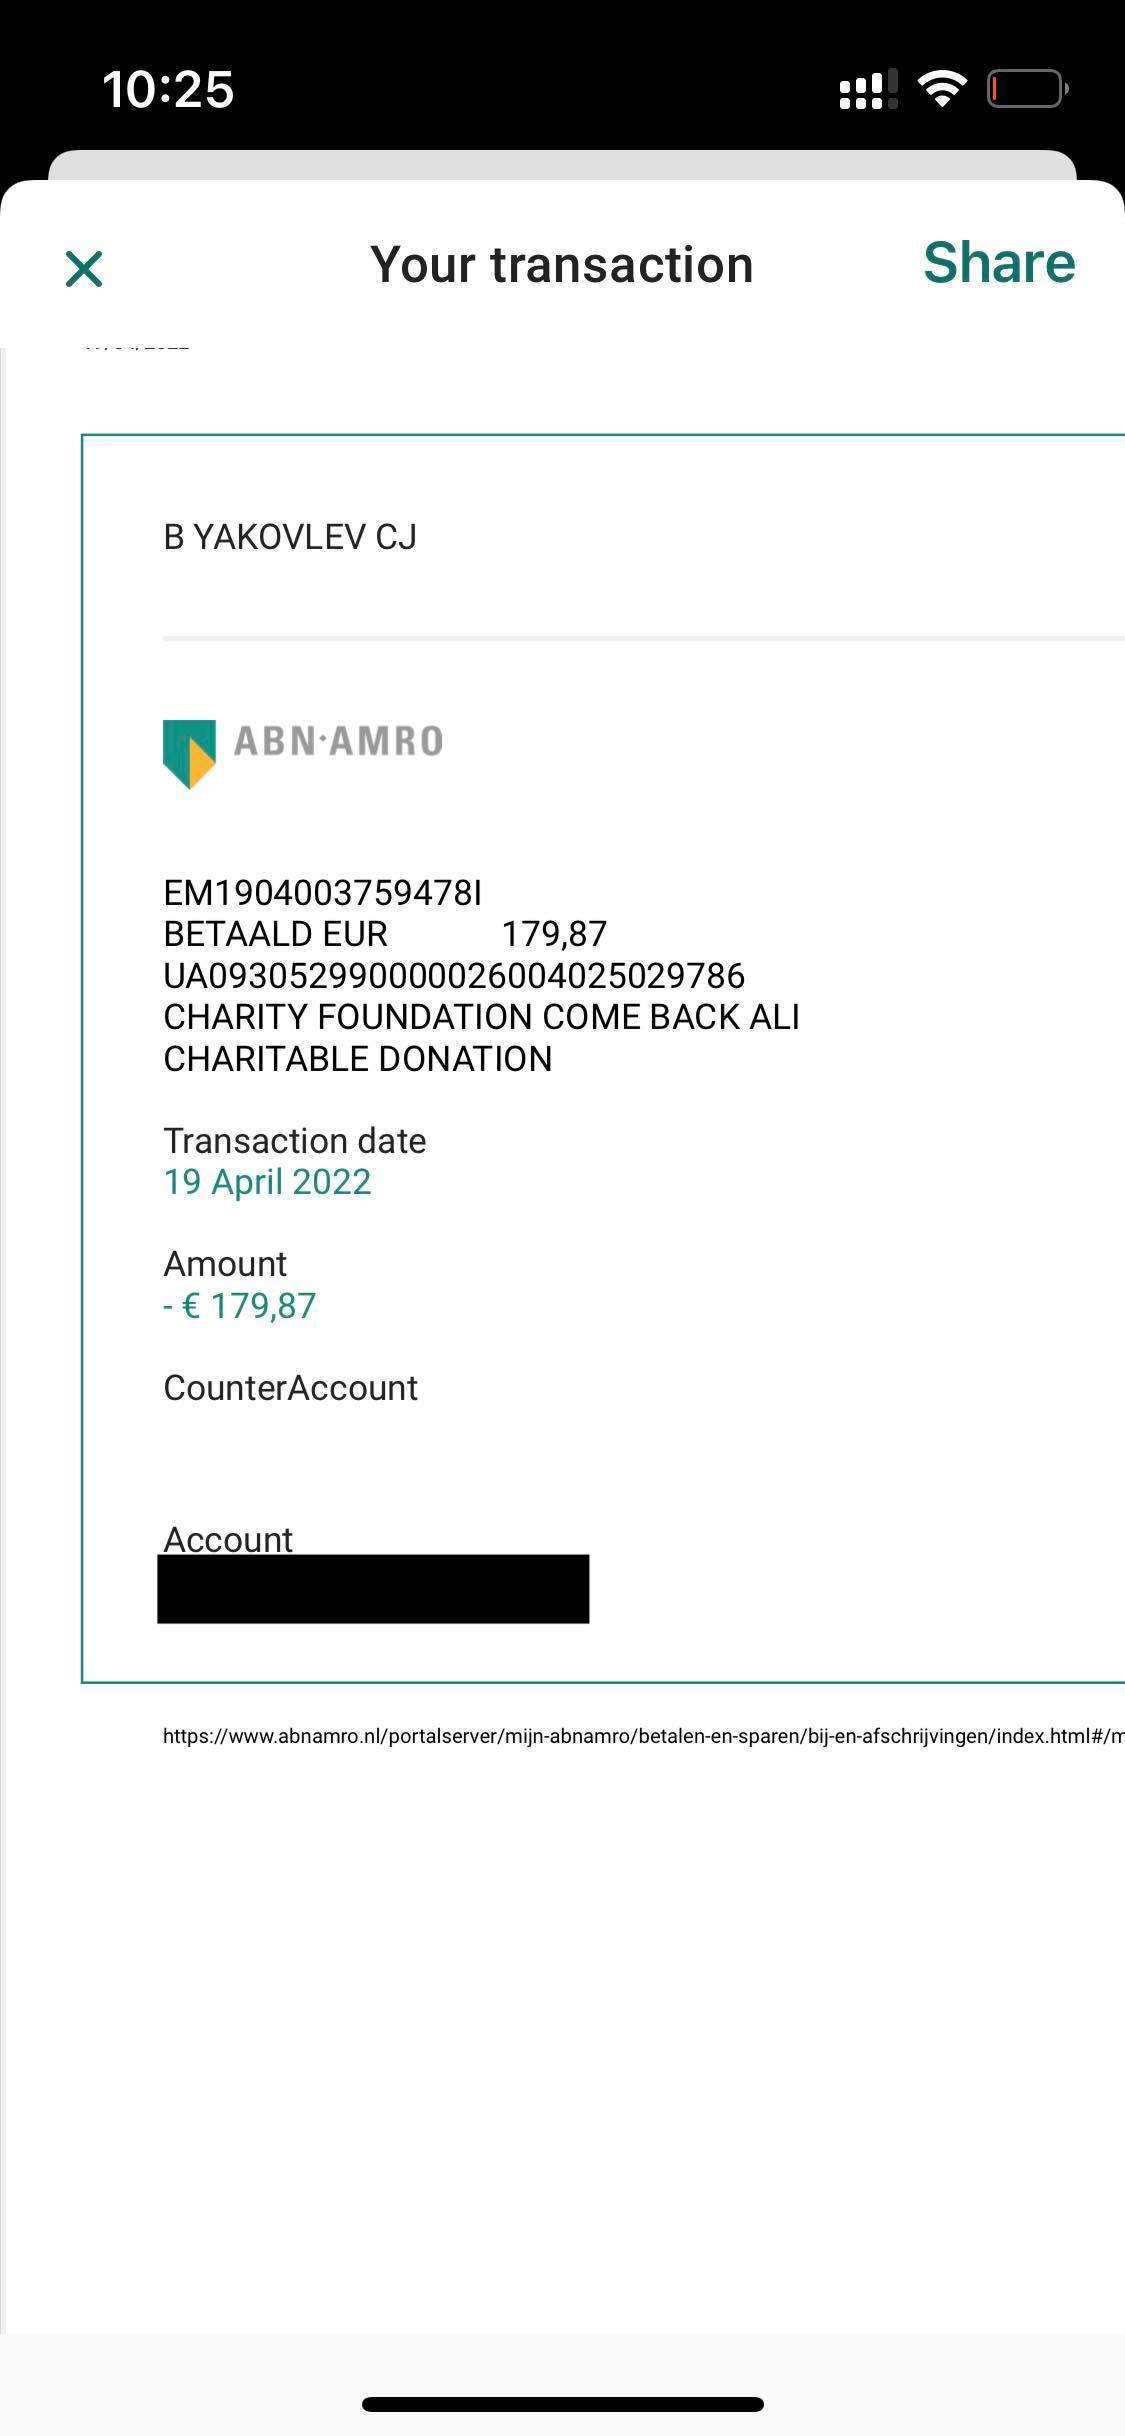 10:25
Your transaction
Share
B YAKOVLEV CJ
ABN·AMRO
EM1904003759478I
BETAALD EUR 179,87
UA093052990000026004025029786
CHARITY FOUNDATION COME BACK ALI
CHARITABLE DONATION
Transaction date
19 April 2022
Amount
- € 179,87
CounterAccount
Account
https://www.abnamro.nl/portalserver/mijn-abnamro/betalen-en-sparen/bij-en-afschrijvingen/index.html#/m